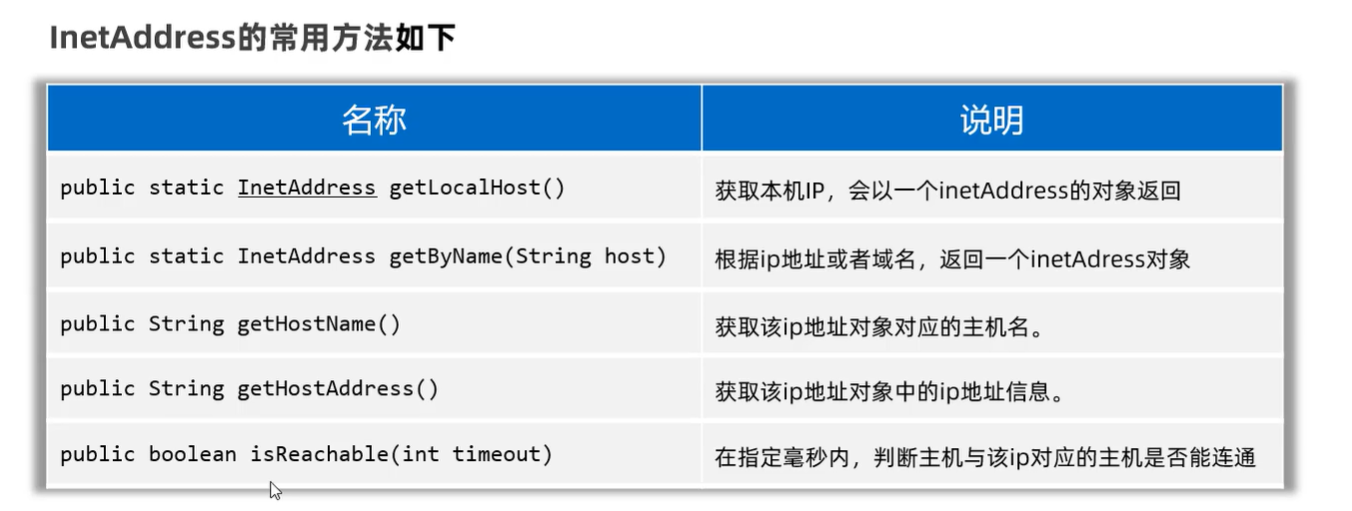 InetAddress的常用方法如下
名称 说明
public static InetAddress getLocalHost() 获取本机IP，会以一个inetAddress的对象返回
public static InetAddress getByName(String host) 根据ip地址或者域名，返回一个inetAdress对象
public String getHostName() 获取该ip地址对象对应的主机名。
public String getHostAddress() 获取该ip地址对象中的ip地址信息。
public boolean isReachable(int timeout) 在指定毫秒内，判断主机与该ip对应的主机是否能连通